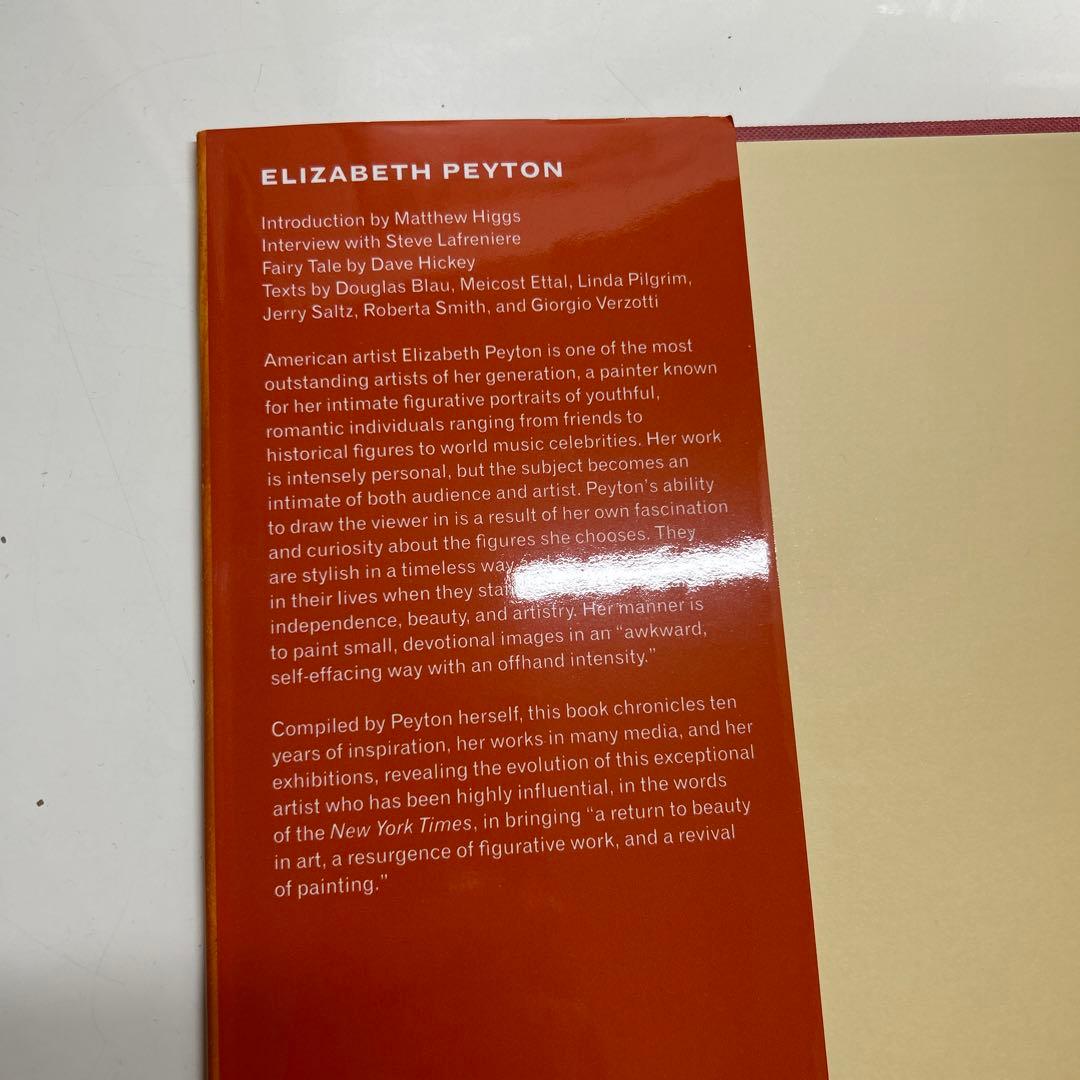 ELIZABETH PEYTON
Introduction by Matthew Higgs
Interview with Steve Lafreniere
Fairy Tale by Dave Hickey
Texts by Douglas Blau, Meicost Ettal, Linda Pilgrim,
Jerry Saltz, Roberta Smith, and Giorgio Verzotti
American artist Elizabeth Peyton is one of the most
outstanding artists of her generation, a painter known
for her intimate figurative portraits of youthful,
romantic individuals ranging from friends to
historical figures to world music celebrities. Her work
is intensely personal, but the subject becomes an
intimate of both audience and artist. Peyton's ability
to draw the viewer in is a result of her own fascination
and curiosity about the figures she chooses. They
are stylish in a timeless way
in their lives when they
independence, beauty, and artistry. Her manner is
to paint small, devotional images in an “awkward,
self-effacing way with an offhand intensity.”
Compiled by Peyton herself, this book chronicles ten
years of inspiration, her works in many media, and her
exhibitions, revealing the evolution of this exceptional
artist who has been highly influential, in the words
of the New York Times, in bringing “a return to beauty
in art, a resurgence of figurative work, and a revival
of painting.”